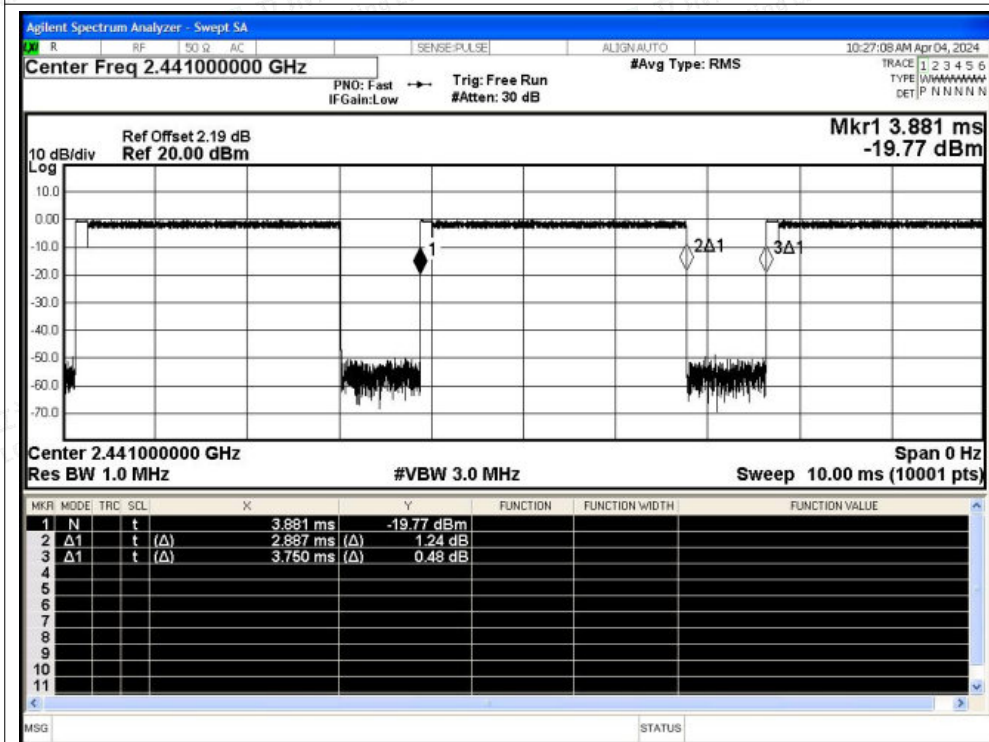 Agilent Spectrum Analyzer - Swept SA
R RF 50 Ω AC SENSE:PULSE ALIGN AUTO 10:27:08 AM Apr 04, 2024
Center Freq 2.441000000 GHz #Avg Type: RMS TRACE 1 2 3 4 5 6
PNO: Fast Trig: Free Run TYPE WWWWWW
IFGain:Low #Atten: 30 dB DET P N N N N N
Mkr1 3.881 ms
Ref Offset 2.19 dB
10 dB/div Ref 20.00 dBm -19.77 dBm
Log
10.0
0.00
-10.0
-20.0
-30.0
-40.0
-50.0
-60.0
-70.0
1 2Δ1 3Δ1
Center 2.441000000 GHz Span 0 Hz
Res BW 1.0 MHz #VBW 3.0 MHz Sweep 10.00 ms (10001 pts)
MKR MODE TRC SCL X Y FUNCTION FUNCTION WIDTH FUNCTION VALUE
1 N t 3.881 ms -19.77 dBm
2 Δ1 t (Δ) 2.887 ms (Δ) 1.24 dB
3 Δ1 t (Δ) 3.750 ms (Δ) 0.48 dB
4
5
6
7
8
9
10
11
MSG STATUS